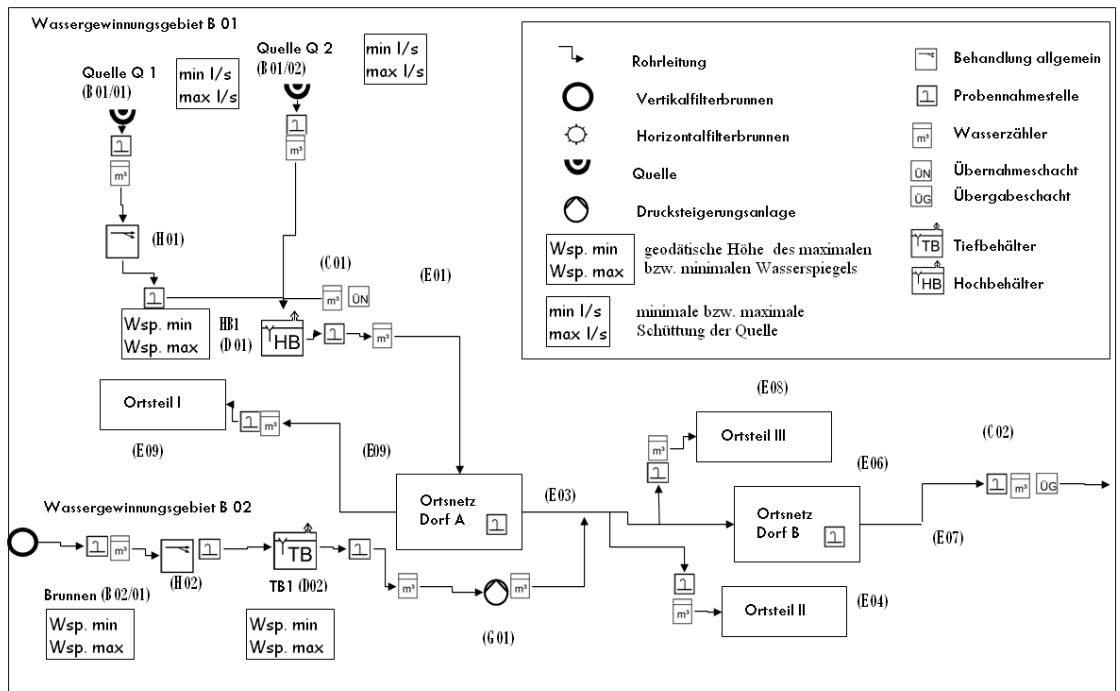 Wassergewinnungsgebiet B 01
Quelle Q 1
(B 01/01)
min l/s
max l/s
Quelle Q 2
(B 01/02)
min l/s
max l/s
m³
m³
(H 01)
(C 01)
(E 01)
m³
ÜN
Wsp. min
Wsp. max
HB1
(D 01)
HB
m³
Ortsteil I
m³
(E 09)
(E 09)
Ortsnetz
Dorf A
(E 03)
(E 08)
m³
Ortsteil III
(E 06)
(C 02)
Ortsnetz
Dorf B
m³
ÜG
(E 07)
m³
Ortsteil II
(E 04)
Wassergewinnungsgebiet B 02
m³
(H 02)
TB
TB1 (D02)
m³
m³
(G 01)
Brunnen (B 02/01)
Wsp. min
Wsp. max
Wsp. min
Wsp. max
Rohrleitung
Vertikalfilterbrunnen
Horizontalfilterbrunnen
Quelle
Drucksteigerungsanlage
Wsp. min
Wsp. max
geodätische Höhe des maximalen
bzw. minimalen Wasserspiegels
min l/s
max l/s
minimale bzw. maximale
Schüttung der Quelle
Behandlung allgemein
Probennahmestelle
m³
Wasserzähler
ÜN
Übernahmeschacht
ÜG
Übergabeschacht
TB
Tiefbehälter
HB
Hochbehälter